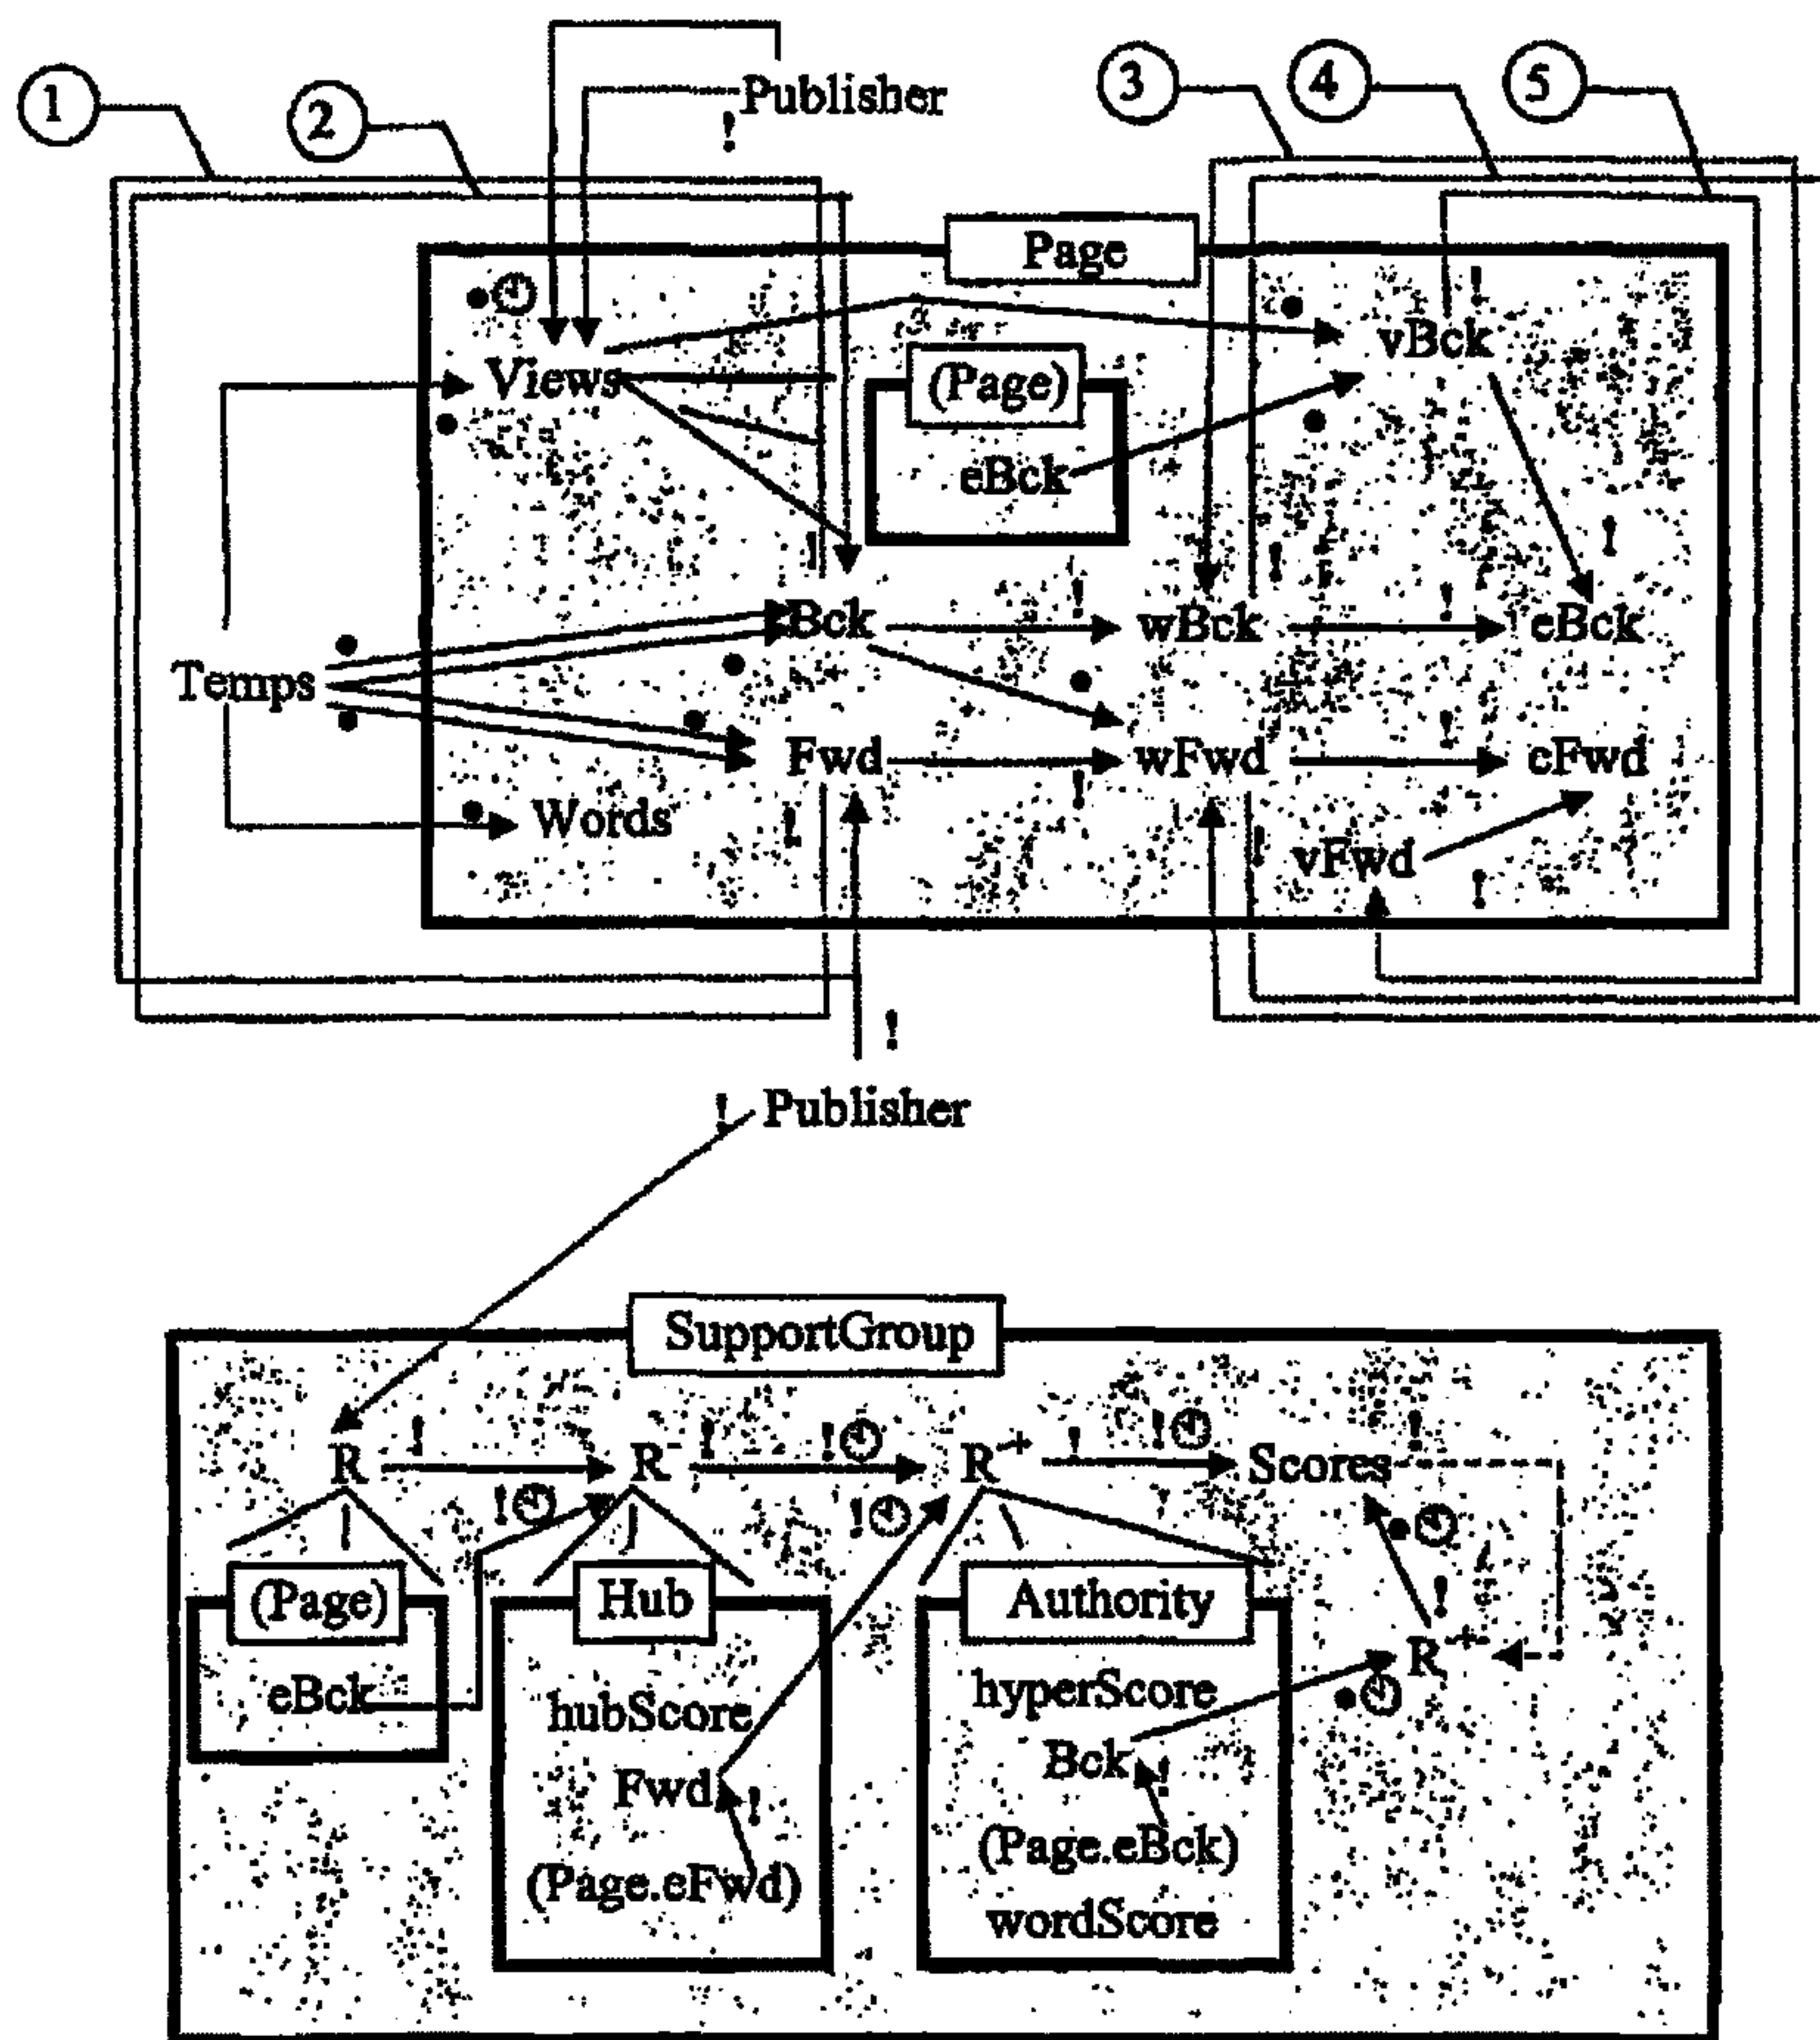 Publisher
!
1
2
3
4
5
Page
!
vBck
Views
(Page)
eBck
!
!
!
Bck
!
wBck
!
eBck
Temps
!
Fwd
wFwd
eFwd
!
Words
!
!
vFwd
!
!
! Publisher
SupportGroup
R
!
R-
!
!
R+
!
!
Scores
!
!
!
(Page)
Hub
Authority
!
R+
eBck
hubScore
hyperScore
Fwd
!
Bck
!
(Page.eFwd)
(Page.eBck)
wordScore